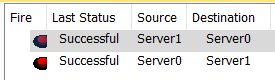 Fire Last Status Source Destination
Successful Server1 Server0
Successful Server0 Server1